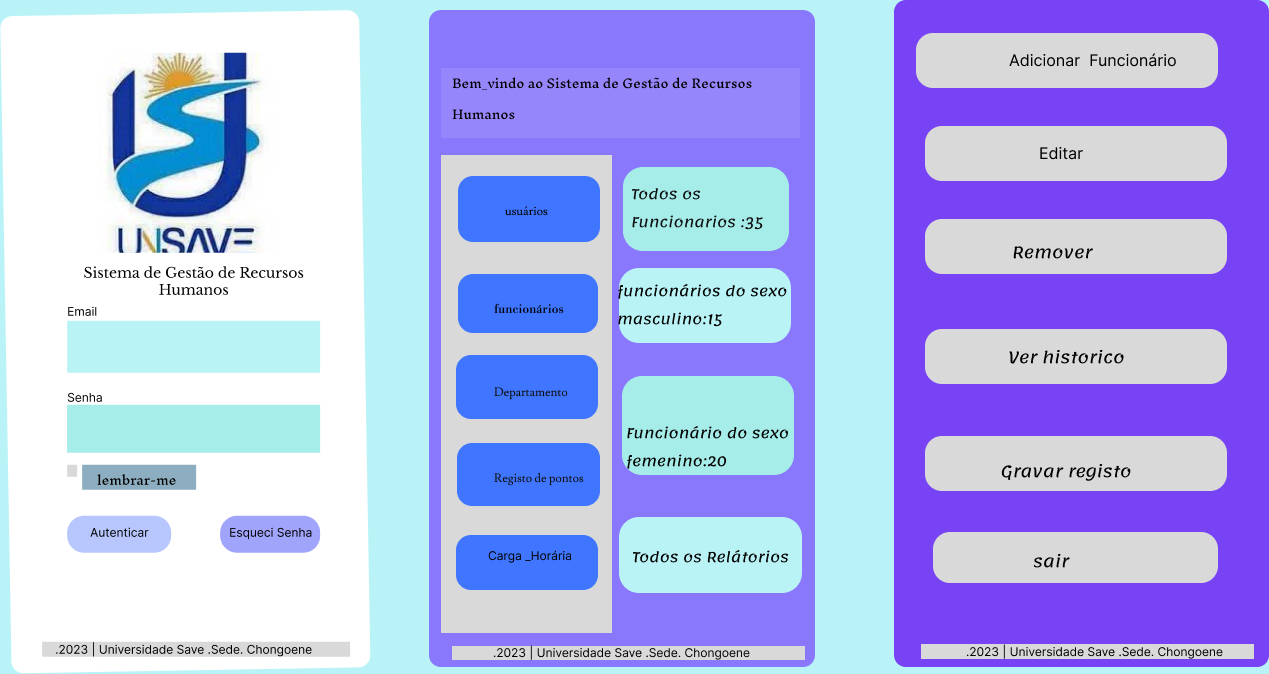 UNSAVE
Sistema de Gestão de Recursos
Humanos
Email
Senha
lembrar-me
Autenticar
Esqueci Senha
.2023 | Universidade Save .Sede. Chongoene
Bem_vindo ao Sistema de Gestão de Recursos
Humanos
usuários
funcionários
Departamento
Registo de pontos
Carga _Horária
Todos os
Funcionarios :35
funcionários do sexo
masculino:15
Funcionário do sexo
femenino:20
Todos os Relátorios
.2023 | Universidade Save .Sede. Chongoene
Adicionar  Funcionário
Editar
Remover
Ver historico
Gravar registo
sair
.2023 | Universidade Save .Sede. Chongoene